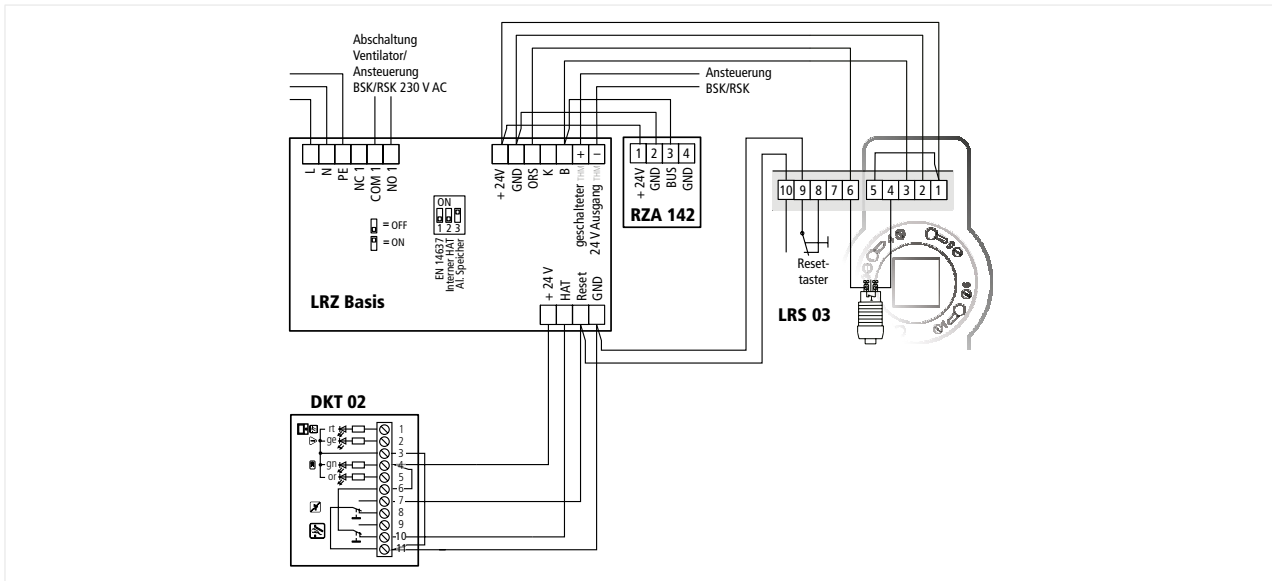 Abschaltung
Ventilator/
Ansteuerung
BSK/RSK 230 V AC
Ansteuerung
BSK/RSK
L
N
PE
NC 1
COM 1
NO 1
+ 24V
GND
ORS
K
B
+
−
geschalteter THM
24 V Ausgang THM
ON
1 2 3
= OFF
= ON
EN 14637
Interner HAT
Al. Speicher
LRZ Basis
+ 24 V
HAT
Reset
GND
1 2 3 4
+ 24V
GND
BUS
GND
RZA 142
10 9 8 7 6 5 4 3 2 1
Reset-
taster
LRS 03
DKT 02
rt 1
ge 2
3
gn 4
or 5
6
7
8
9
10
11